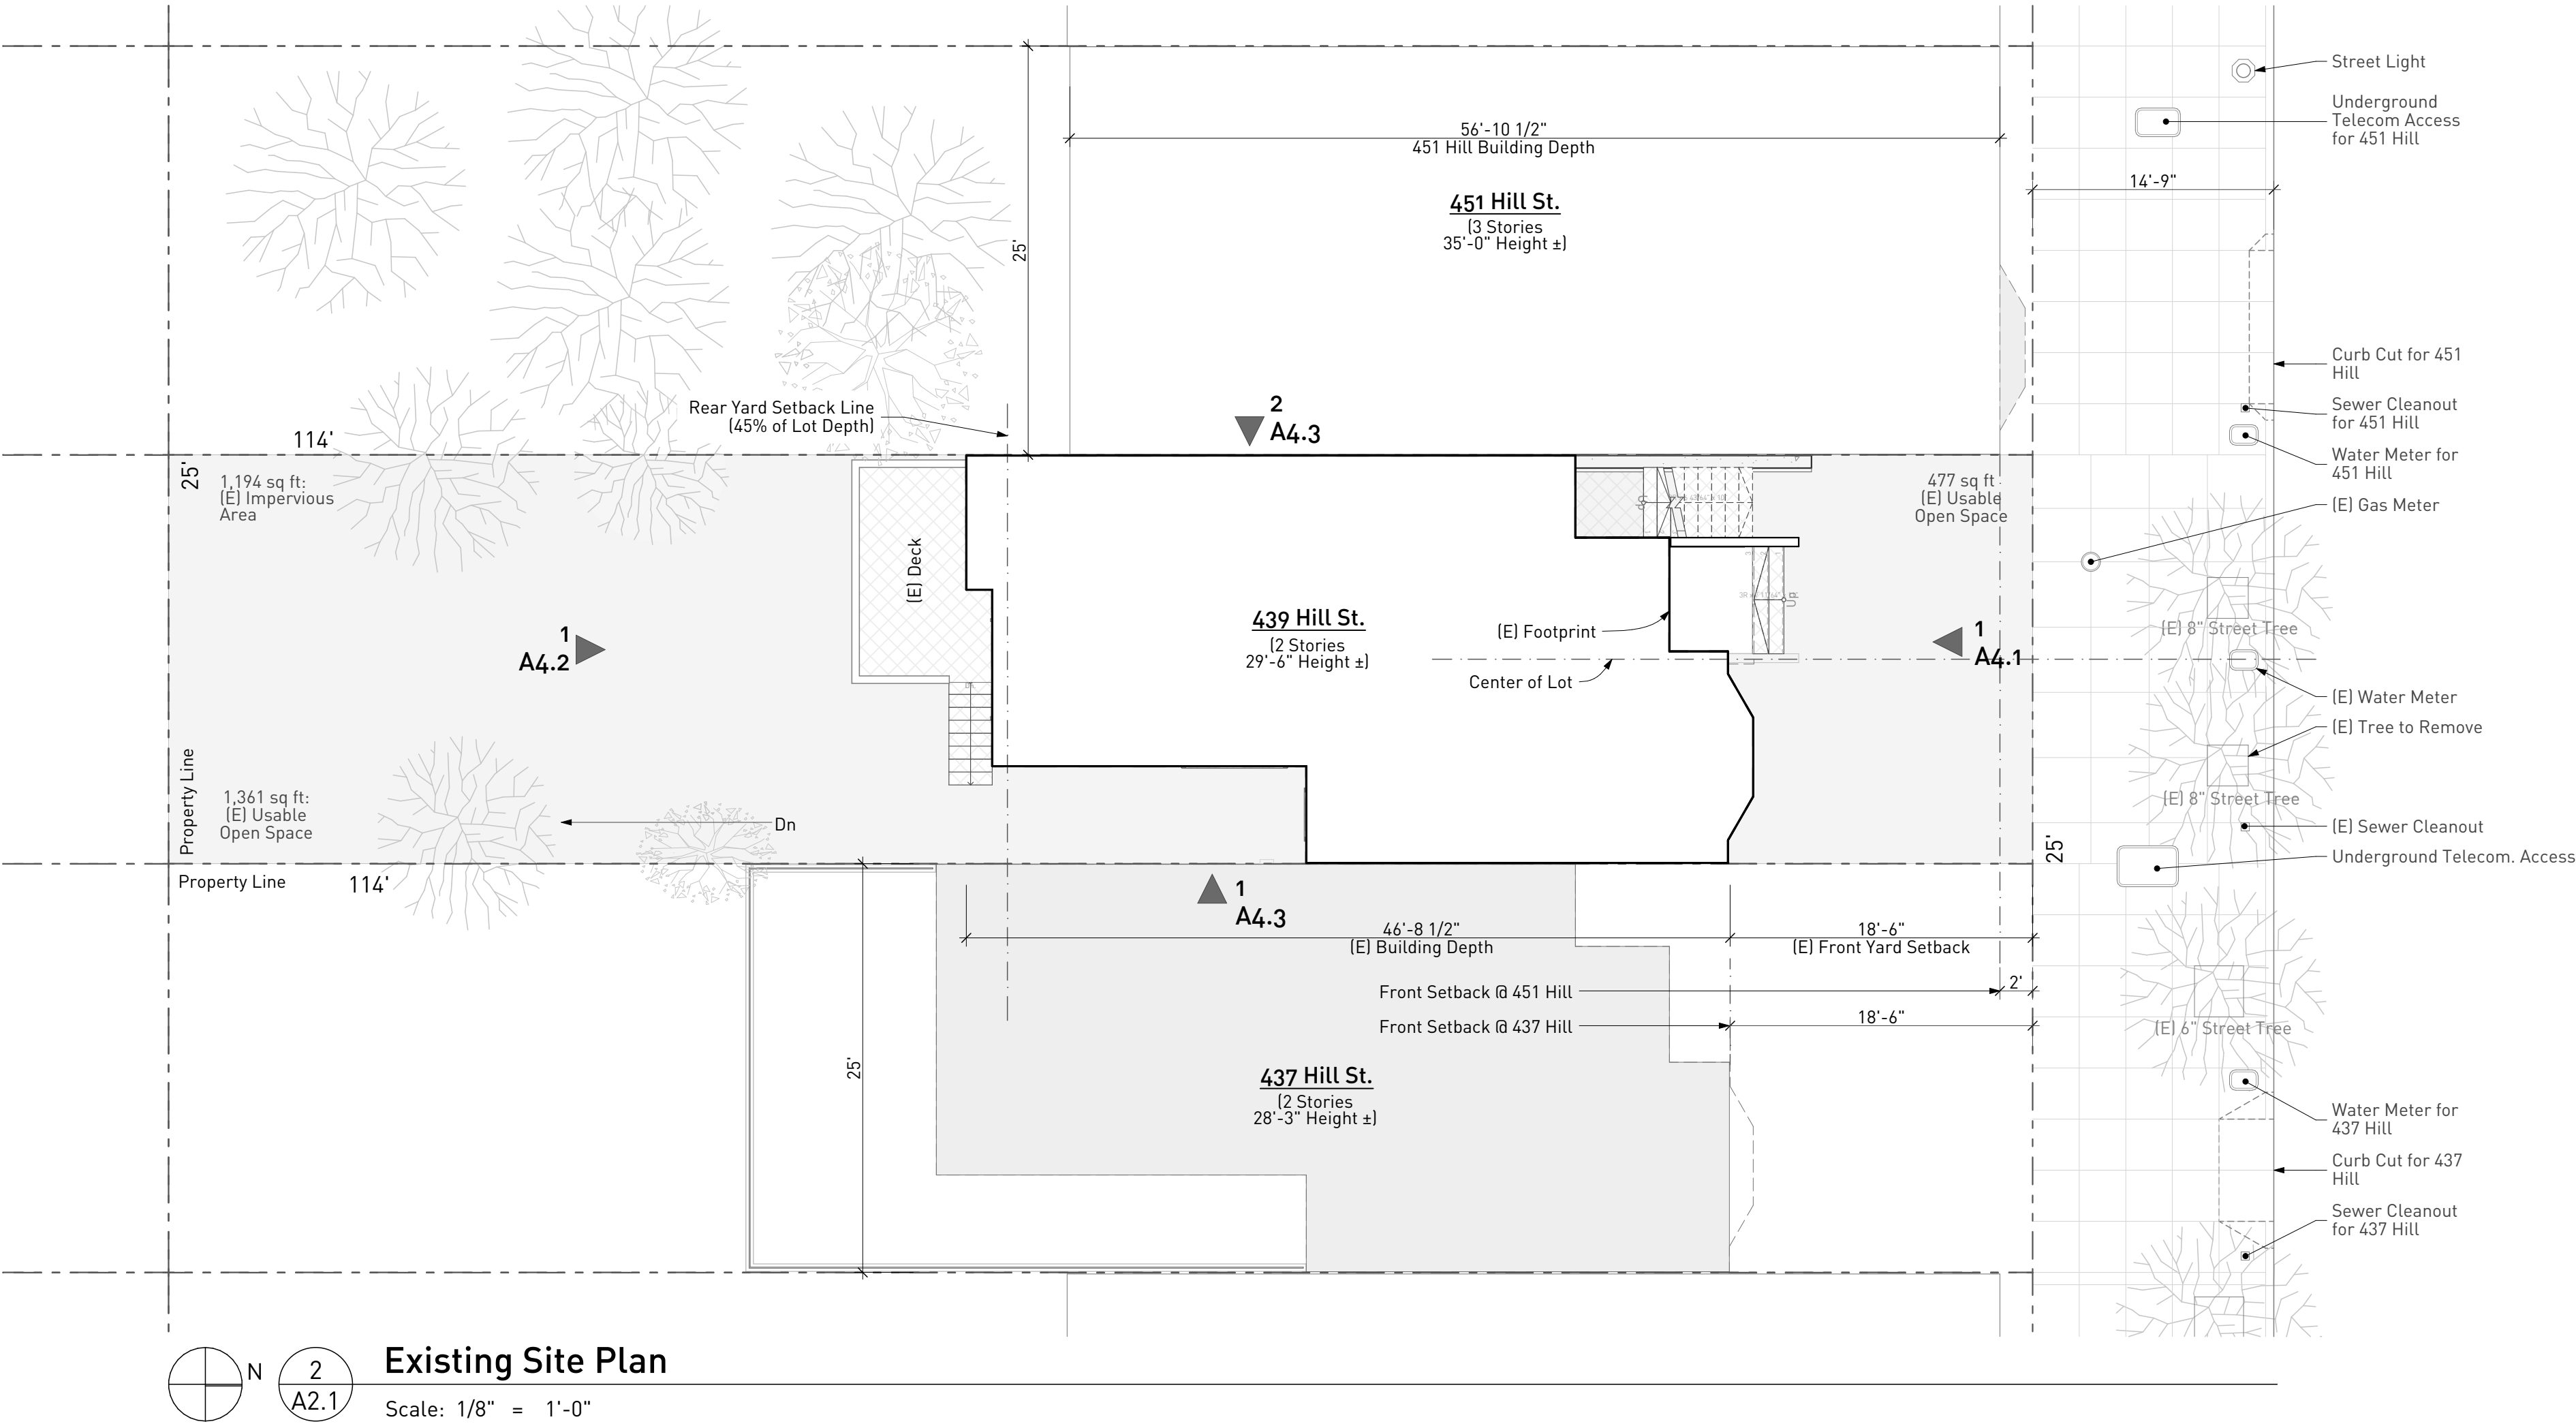 Street Light
Underground
Telecom Access
for 451 Hill
56'-10 1/2"
451 Hill Building Depth
14'-9"
451 Hill St.
(3 Stories
35'-0" Height ±)
25'
Curb Cut for 451
Hill
Sewer Cleanout
for 451 Hill
Water Meter for
451 Hill
(E) Gas Meter
Rear Yard Setback Line
(45% of Lot Depth)
2
A4.3
114'
25'
1,194 sq ft:
(E) Impervious
Area
477 sq ft
(E) Usable
Open Space
(E) Deck
439 Hill St.
(2 Stories
29'-6" Height ±)
(E) Footprint
Center of Lot
Up
1
A4.2
1
A4.1
(E) 8" Street Tree
(E) Water Meter
(E) Tree to Remove
(E) 8" Street Tree
(E) Sewer Cleanout
Underground Telecom. Access
Property Line
1,361 sq ft:
(E) Usable
Open Space
Dn
25'
Property Line
114'
1
A4.3
46'-8 1/2"
(E) Building Depth
18'-6"
(E) Front Yard Setback
Front Setback @ 451 Hill
2'
Front Setback @ 437 Hill
18'-6"
(E) 6" Street Tree
25'
437 Hill St.
(2 Stories
28'-3" Height ±)
Water Meter for
437 Hill
Curb Cut for 437
Hill
Sewer Cleanout
for 437 Hill
N
2
A2.1
Existing Site Plan
Scale: 1/8" = 1'-0"